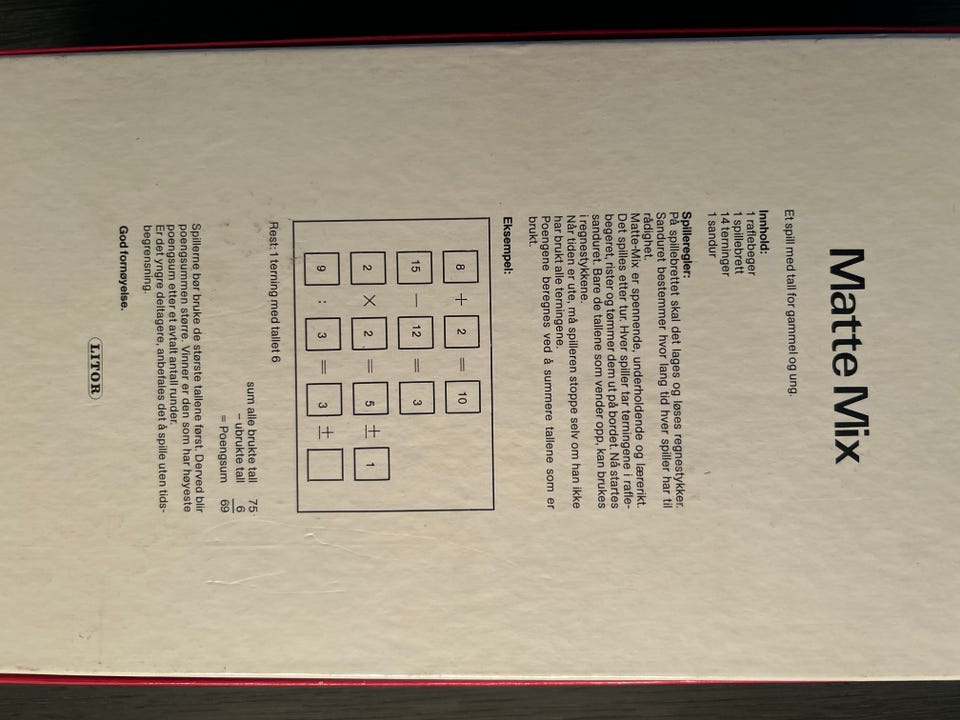 Matte Mix
Et spill med tall for gammel og ung.
Innhold:
1 raflebeger
1 spillebrett
14 terninger
1 sandur
Spilleregler:
På spillebrettet skal det lages og løses regnestykker.
Sanduret bestemmer hvor lang tid hver spiller har til
rådighet.
Matte-Mix er spennende, underholdende og lærerikt.
Det spilles etter tur. Hver spiller tar terningene i rafle-
begeret, rister og tømmer dem ut på bordet. Nå startes
sanduret. Bare de tallene som vender opp, kan brukes
i regnestykkene.
Når tiden er ute, må spilleren stoppe selv om han ikke
har brukt alle terningene.
Poengene beregnes ved å summere tallene som er
brukt.
Eksempel:
8 + 2 = 10
15 – 12 = 3
2 × 2 = 5 ± 1
9 : 3 = 3 ±
Rest: 1 terning med tallet 6
sum alle brukte tall 75
– ubrukte tall 6
= Poengsum 69
Spillerne bør bruke de største tallene først. Derved blir
poengsummen større. Vinner er den som har høyeste
poengsum etter et avtalt antall runder.
Er det yngre deltagere, anbefales det å spille uten tids-
begrensning.
God fornøyelse.
LITOR